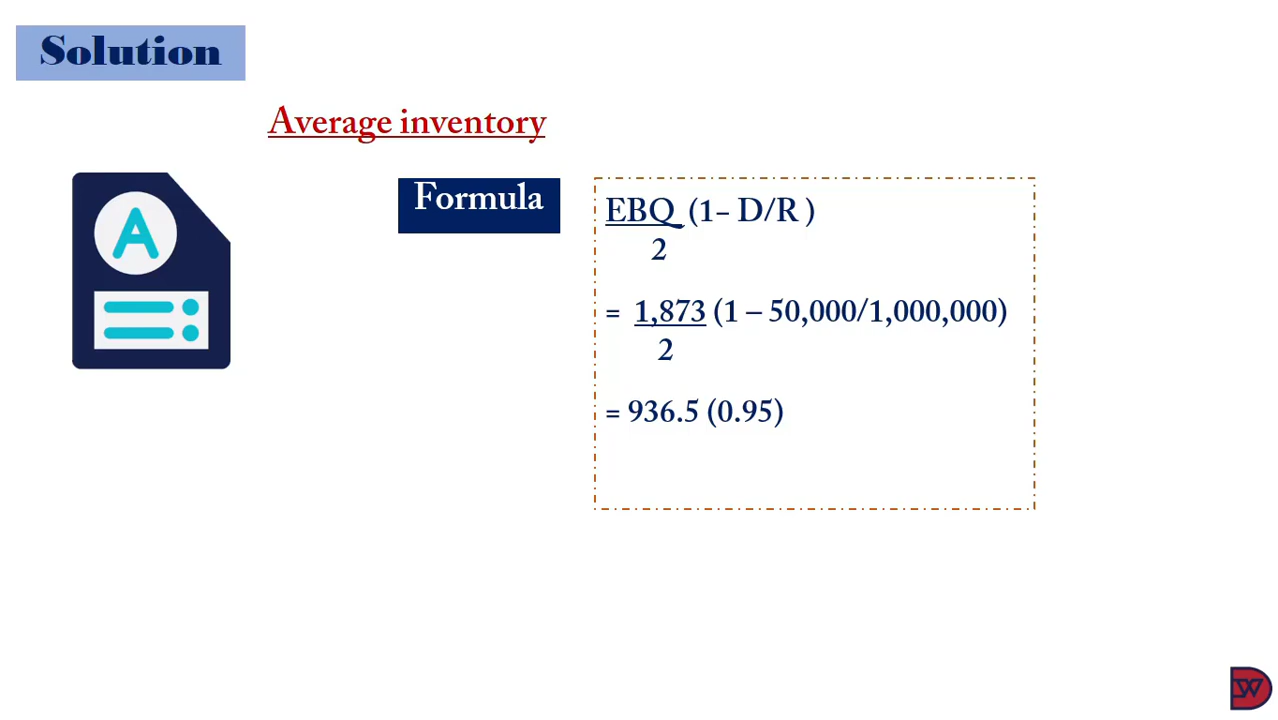 Solution
Average inventory
A
Formula
EBQ (1– D/R )
2
= 1,873 (1 – 50,000/1,000,000)
2
= 936.5 (0.95)
DW